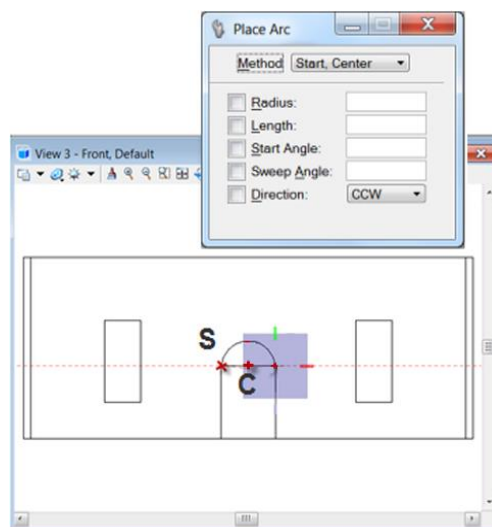 Place Arc
Method Start, Center
Radius:
Length:
Start Angle:
Sweep Angle:
Direction: CCW
View 3 - Front, Default
S
C